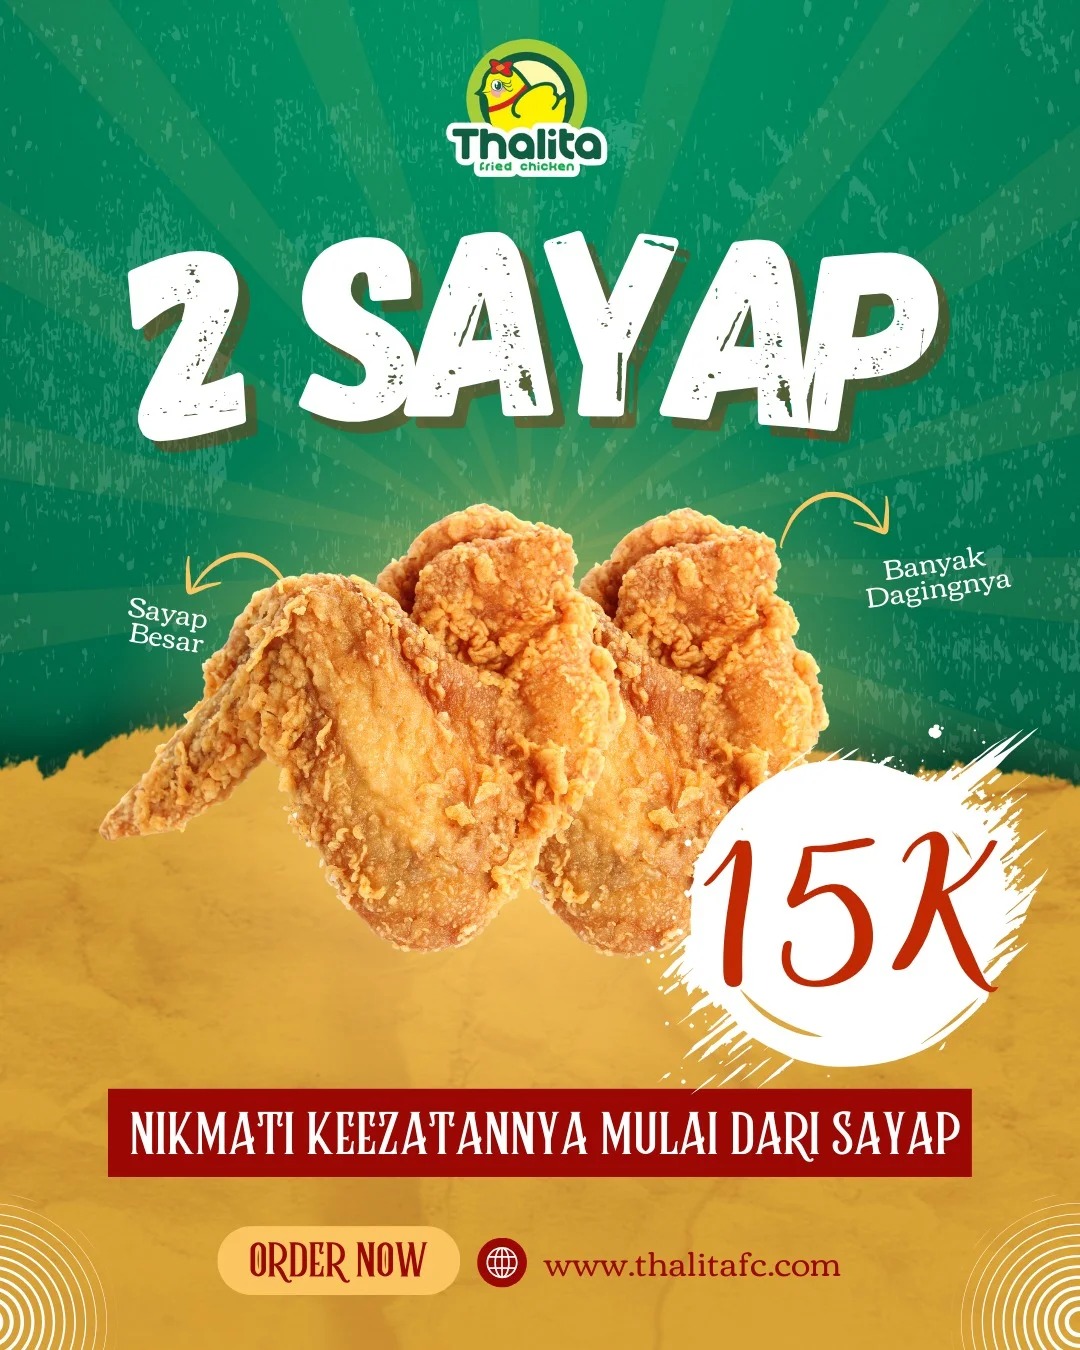 Thalita
fried chicken
2 SAYAP
Banyak
Dagingnya
Sayap
Besar
15K
NIKMATI KEEZATANNYA MULAI DARI SAYAP
ORDER NOW
www.thalitafc.com